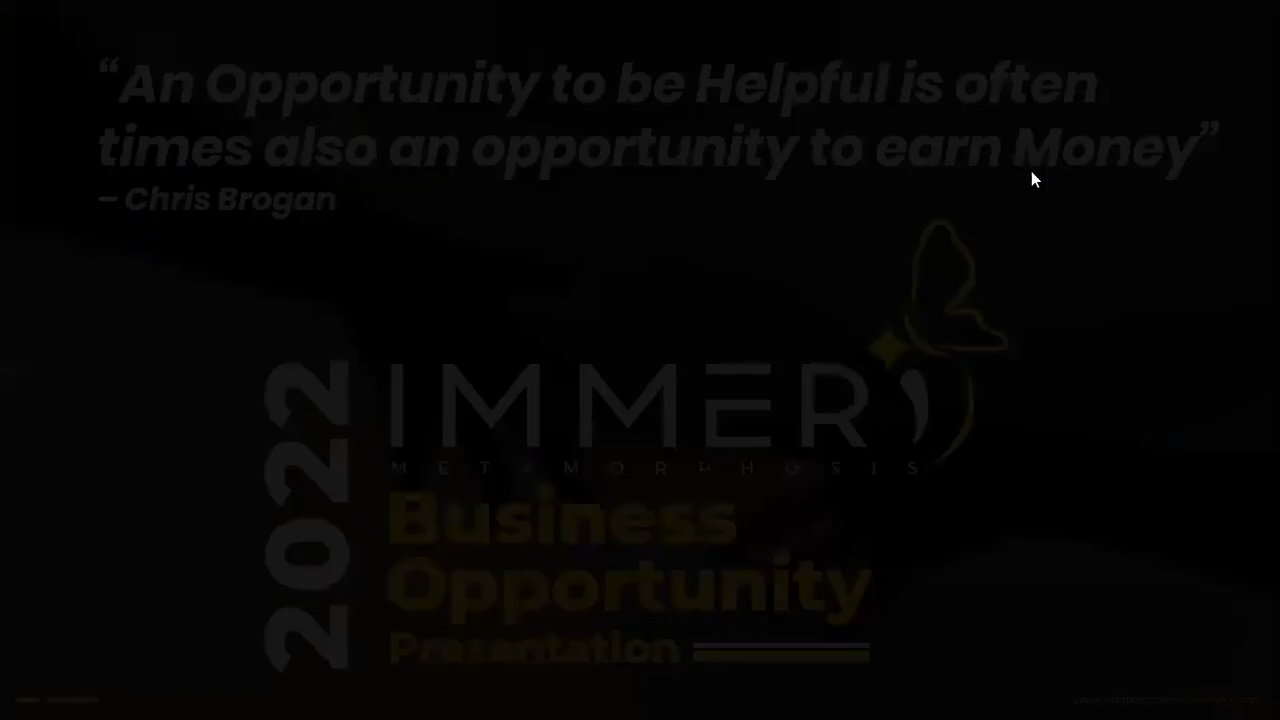 “An Opportunity to be Helpful is often
times also an opportunity to earn Money”
– Chris Brogan
2022
IMMER
METAMORPHOSIS
Business
Opportunity
Presentation